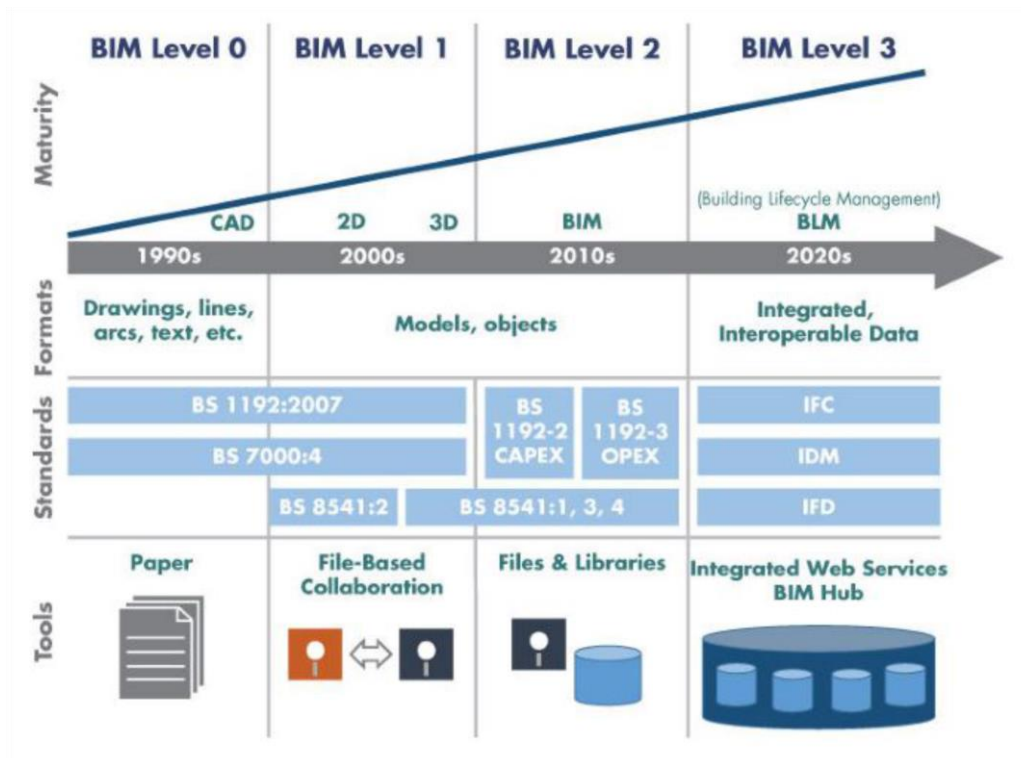 BIM Level 0
BIM Level 1
BIM Level 2
BIM Level 3
Maturity
(Building Lifecycle Management)
CAD
2D
3D
BIM
BLM
1990s
2000s
2010s
2020s
Formats
Drawings, lines,
arcs, text, etc.
Models, objects
Integrated,
Interoperable Data
Standards
BS 1192:2007
BS
1192-2
CAPEX
BS
1192-3
OPEX
IFC
BS 7000:4
IDM
BS 8541:2
BS 8541:1, 3, 4
IFD
Tools
Paper
File-Based
Collaboration
Files & Libraries
Integrated Web Services
BIM Hub